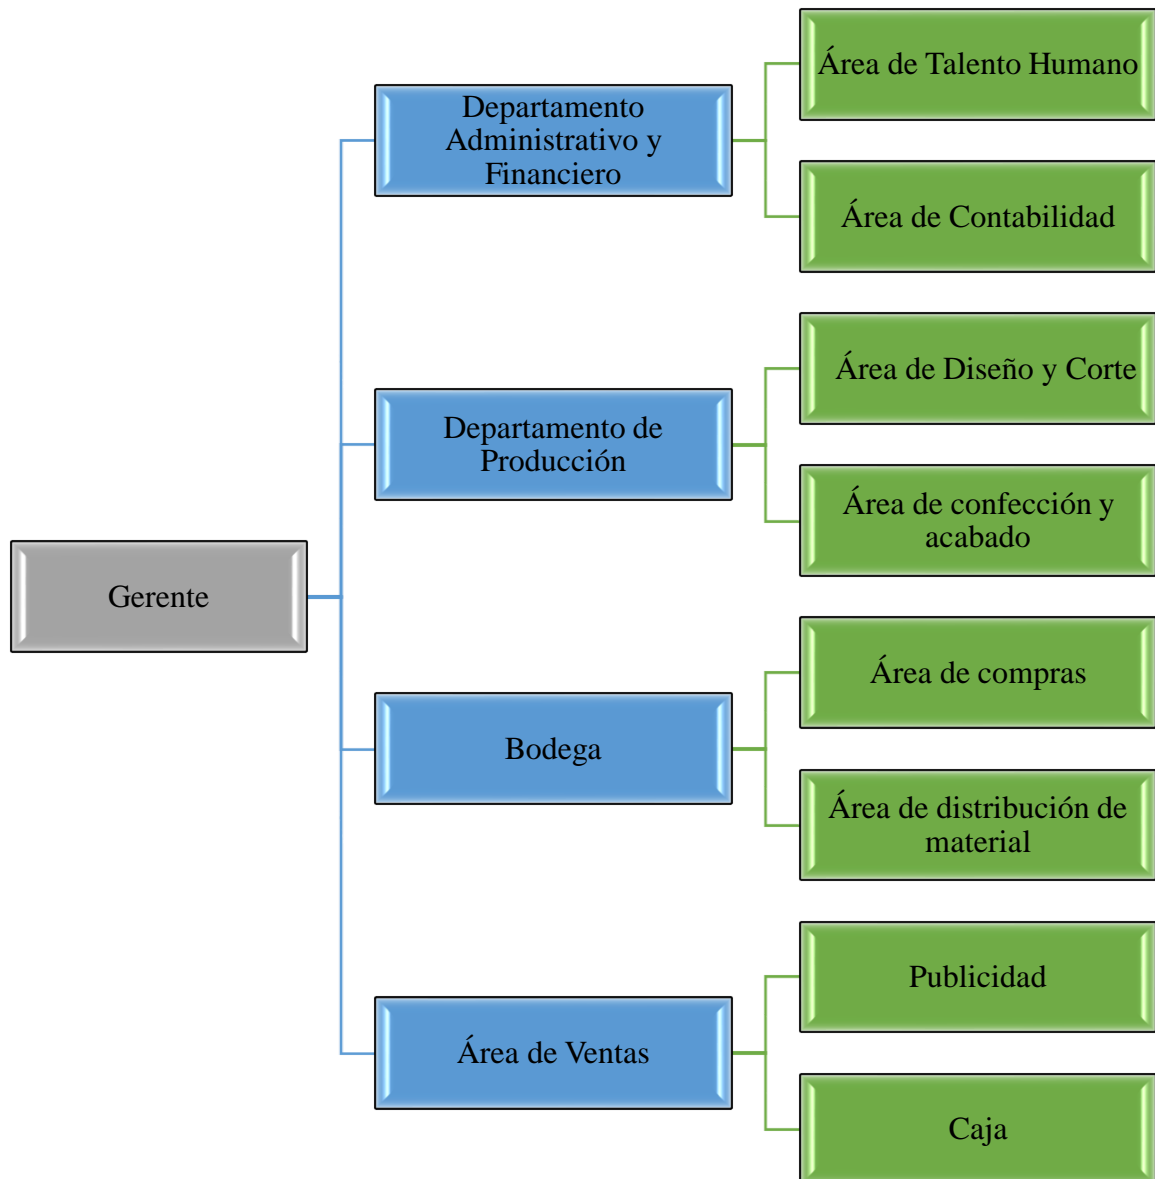 Gerente
Departamento
Administrativo y
Financiero
Área de Talento Humano
Área de Contabilidad
Departamento de
Producción
Área de Diseño y Corte
Área de confección y
acabado
Bodega
Área de compras
Área de distribución de
material
Área de Ventas
Publicidad
Caja